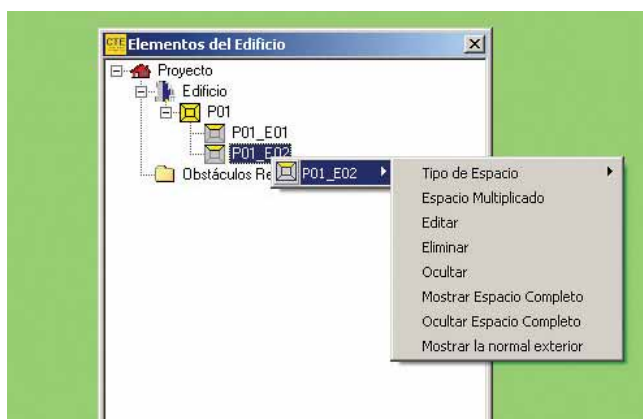 CTE Elementos del Edificio
Proyecto
Edificio
P01
P01_E01
P01_E02
Obstáculos Re
P01_E02
Tipo de Espacio
Espacio Multiplicado
Editar
Eliminar
Ocultar
Mostrar Espacio Completo
Ocultar Espacio Completo
Mostrar la normal exterior